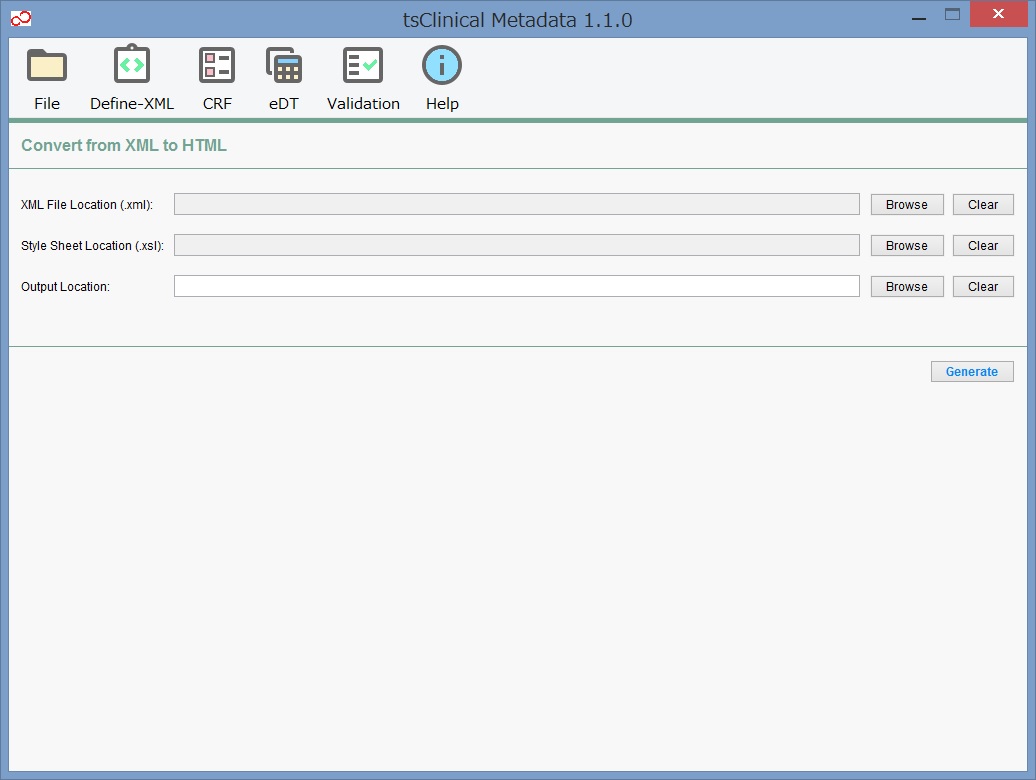 tsClinical Metadata 1.1.0
File Define-XML CRF eDT Validation Help
Convert from XML to HTML
XML File Location (.xml): Browse Clear
Style Sheet Location (.xsl): Browse Clear
Output Location: Browse Clear
Generate